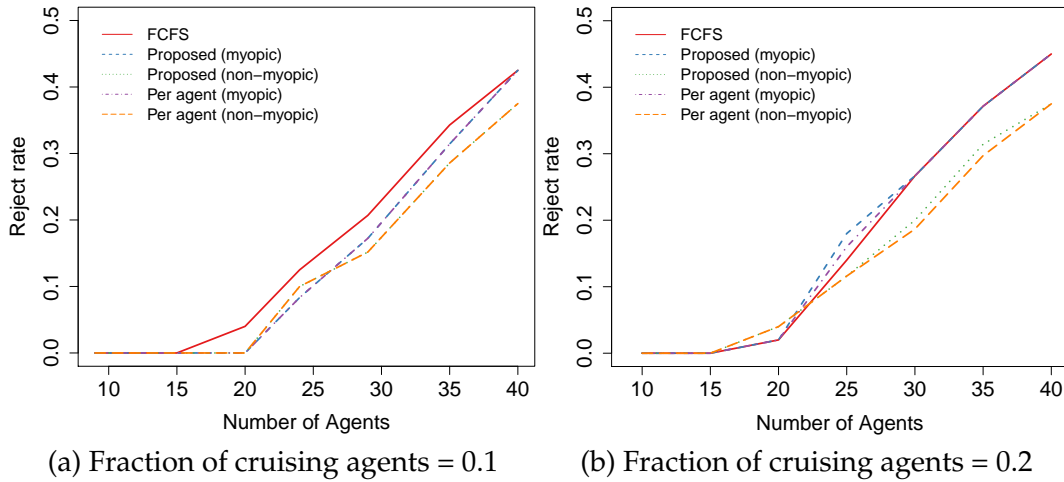 0.5
0.4
0.3
0.2
0.1
0.0
Reject rate
FCFS
Proposed (myopic)
Proposed (non−myopic)
Per agent (myopic)
Per agent (non−myopic)
10 15 20 25 30 35 40
Number of Agents
(a) Fraction of cruising agents = 0.1
0.5
0.4
0.3
0.2
0.1
0.0
Reject rate
FCFS
Proposed (myopic)
Proposed (non−myopic)
Per agent (myopic)
Per agent (non−myopic)
10 15 20 25 30 35 40
Number of Agents
(b) Fraction of cruising agents = 0.2